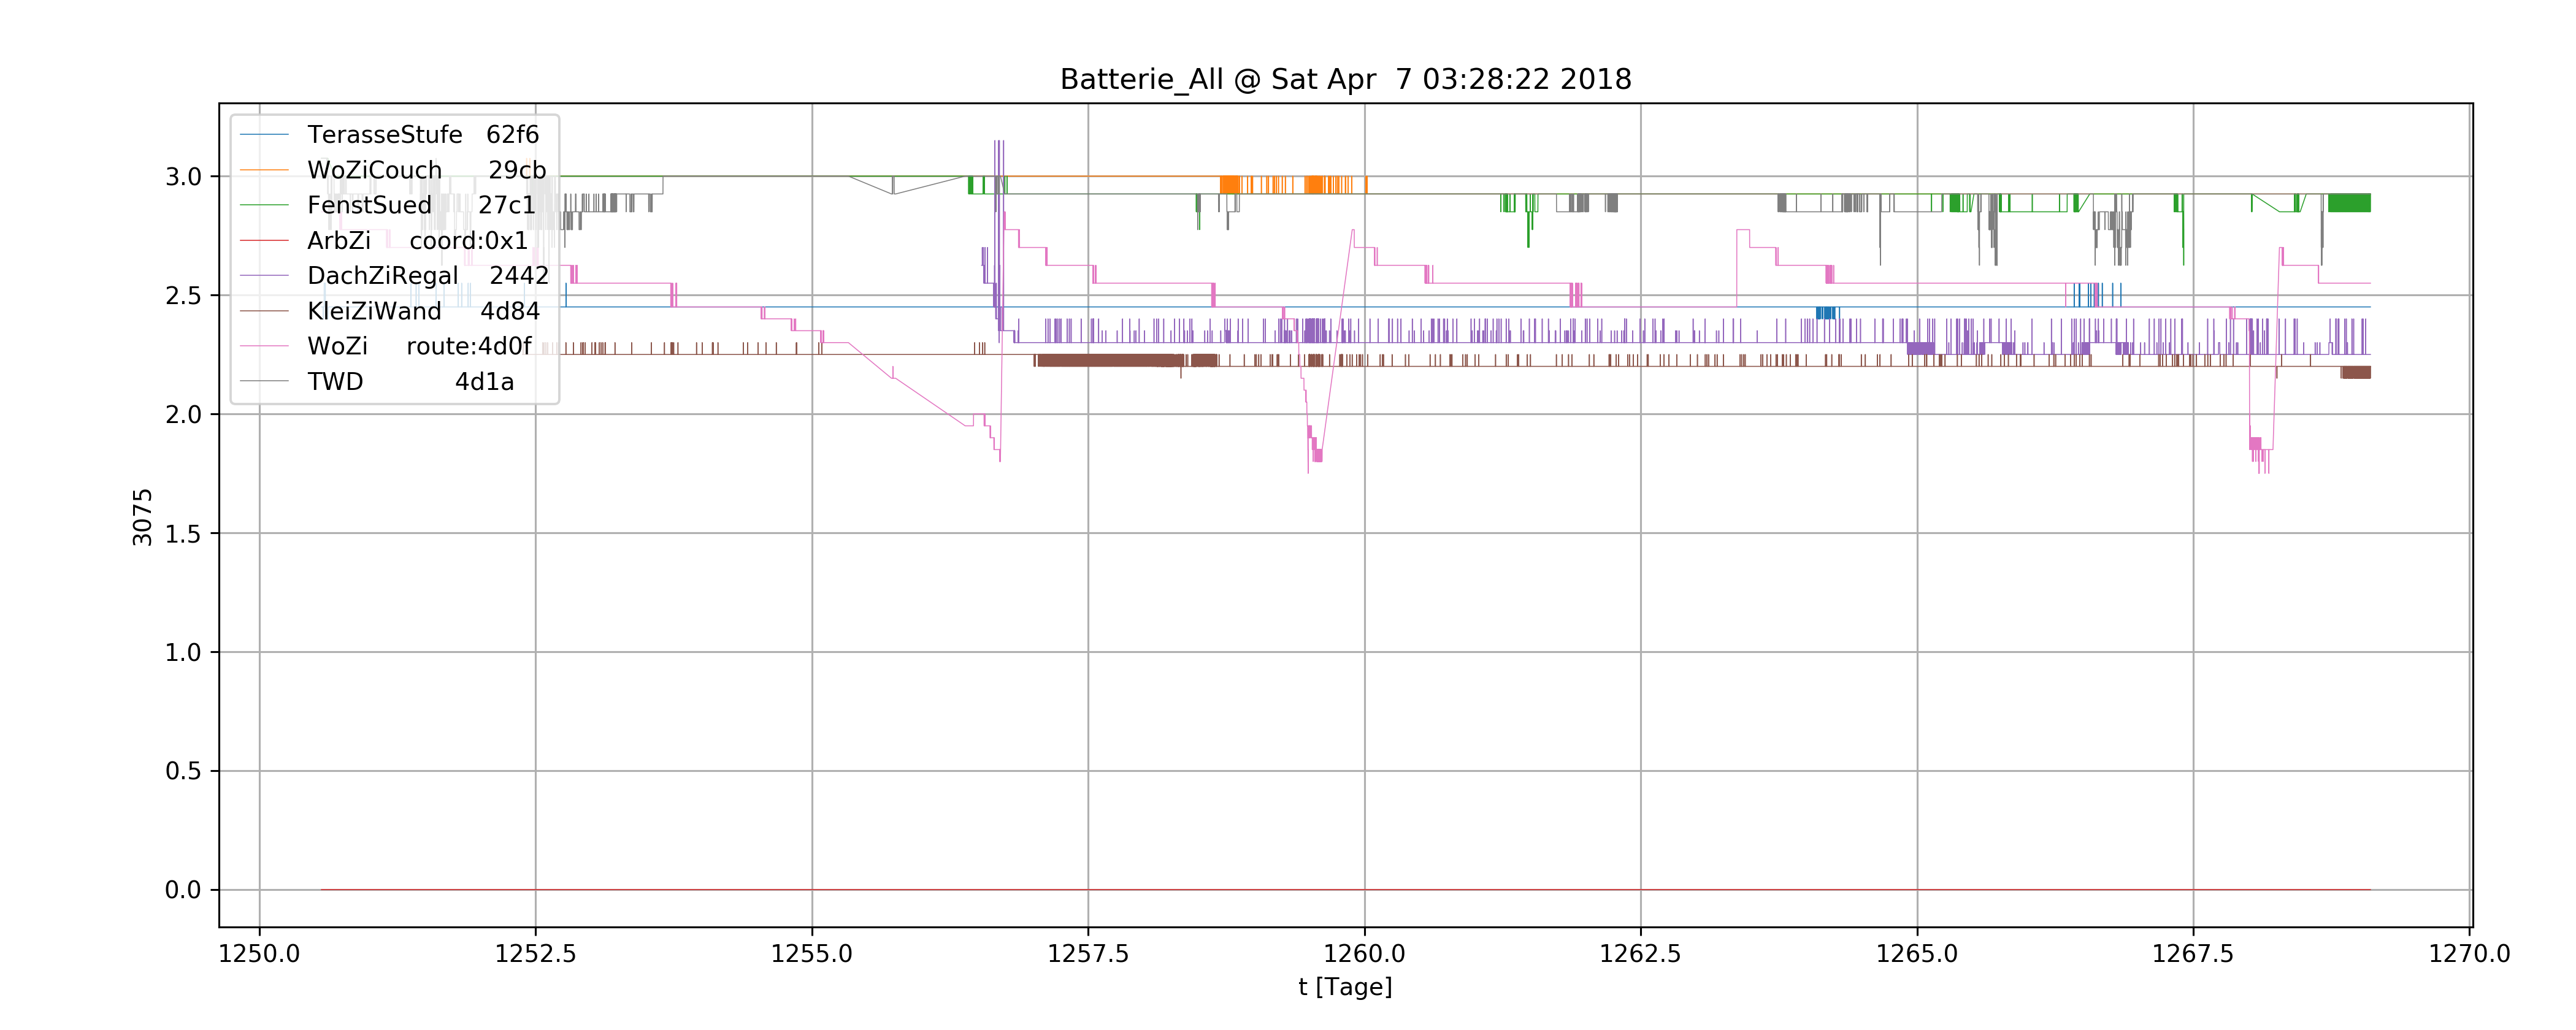 Batterie_All @ Sat Apr  7 03:28:22 2018
TerasseStufe   62f6
WoZiCouch      29cb
FenstSued      27c1
ArbZi     coord:0x1
DachZiRegal    2442
KleiZiWand     4d84
WoZi     route:4d0f
TWD            4d1a
3.0
2.5
2.0
1.5
1.0
0.5
0.0
3075
1250.0 1252.5 1255.0 1257.5 1260.0 1262.5 1265.0 1267.5 1270.0
t [Tage]